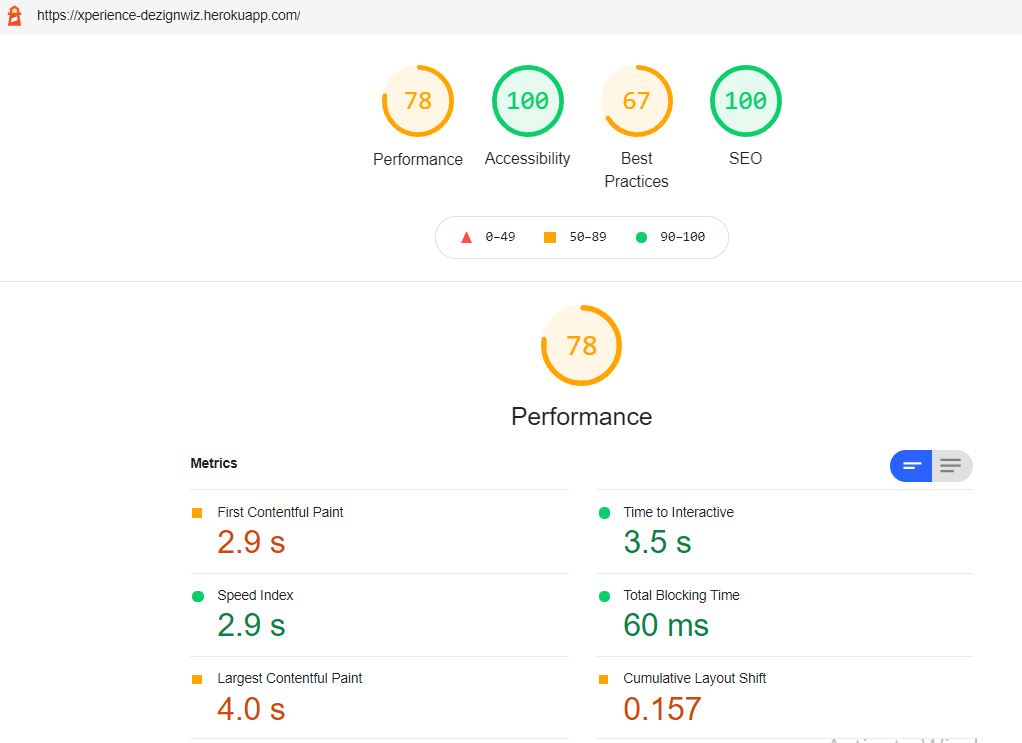 https://xperience-dezignwiz.herokuapp.com/
78 100 67 100
Performance Accessibility Best Practices SEO
0–49 50–89 90–100
78
Performance
Metrics
First Contentful Paint
2.9 s
Time to Interactive
3.5 s
Speed Index
2.9 s
Total Blocking Time
60 ms
Largest Contentful Paint
4.0 s
Cumulative Layout Shift
0.157